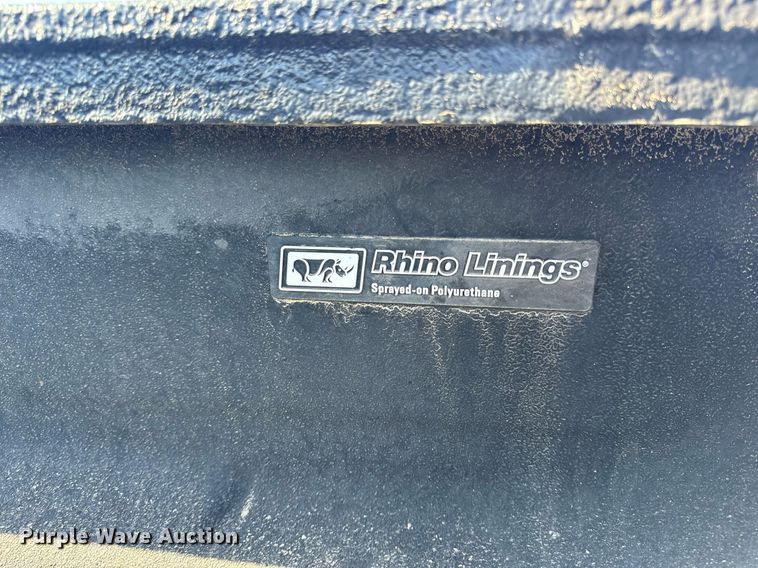 Rhino Linings®
Sprayed-on Polyurethane
Purple Wave Auction